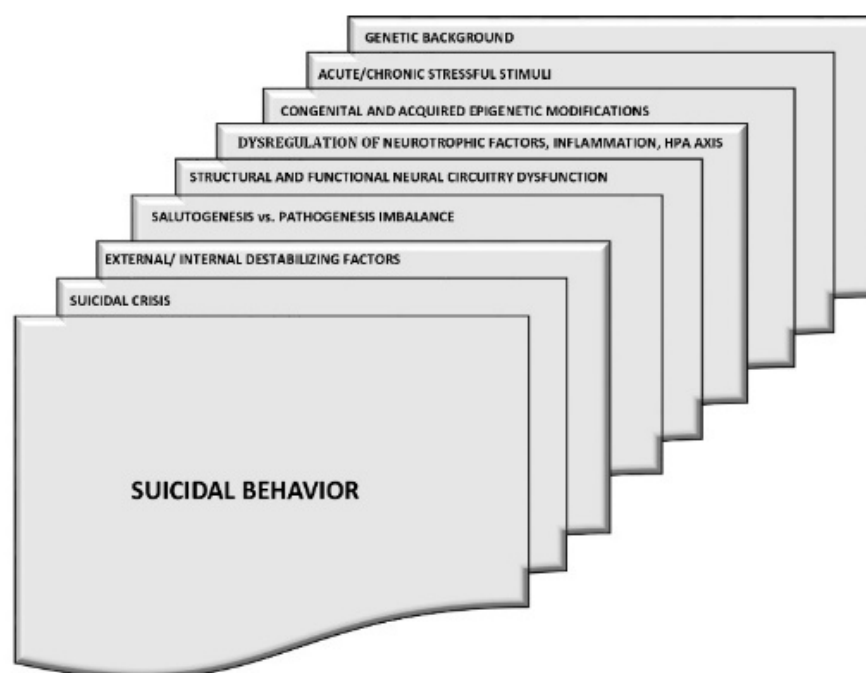 GENETIC BACKGROUND
ACUTE/CHRONIC STRESSFUL STIMULI
CONGENITAL AND ACQUIRED EPIGENETIC MODIFICATIONS
DYSREGULATION OF NEUROTROPHIC FACTORS, INFLAMMATION, HPA AXIS
STRUCTURAL AND FUNCTIONAL NEURAL CIRCUITRY DYSFUNCTION
SALUTOGENESIS vs. PATHOGENESIS IMBALANCE
EXTERNAL/ INTERNAL DESTABILIZING FACTORS
SUICIDAL CRISIS
SUICIDAL BEHAVIOR